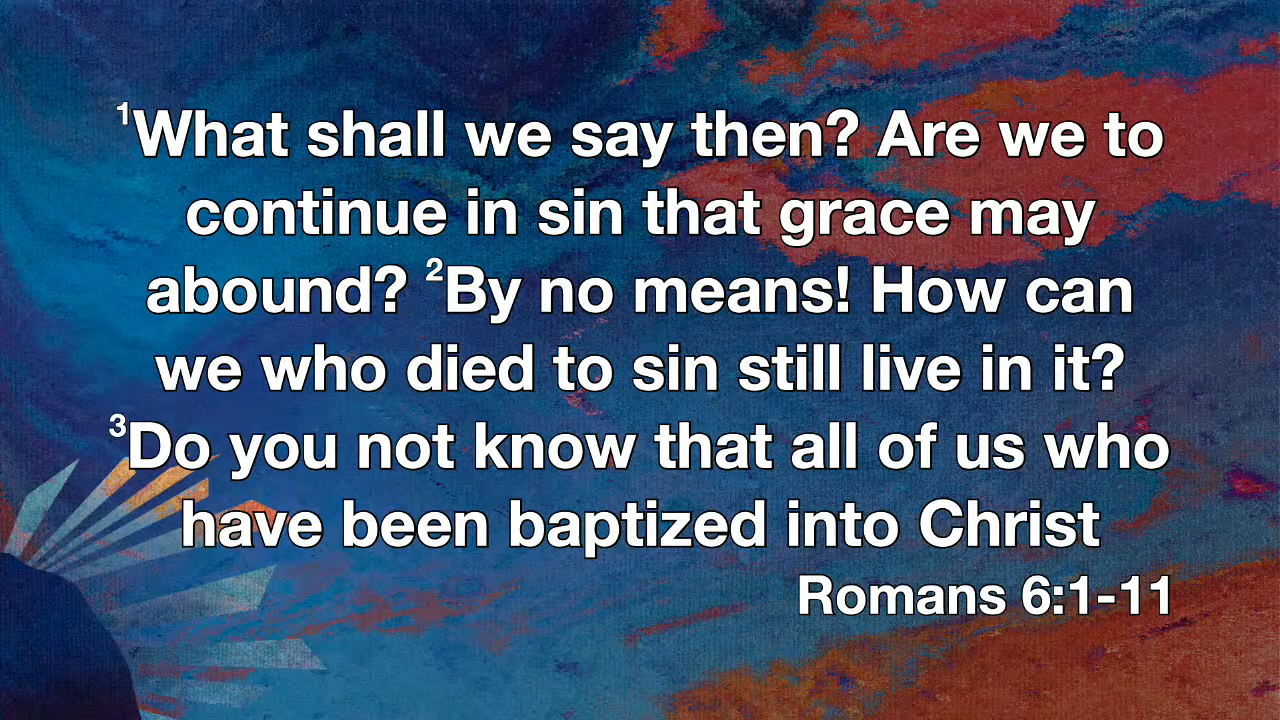 ¹What shall we say then? Are we to
continue in sin that grace may
abound? ²By no means! How can
we who died to sin still live in it?
³Do you not know that all of us who
have been baptized into Christ
Romans 6:1-11